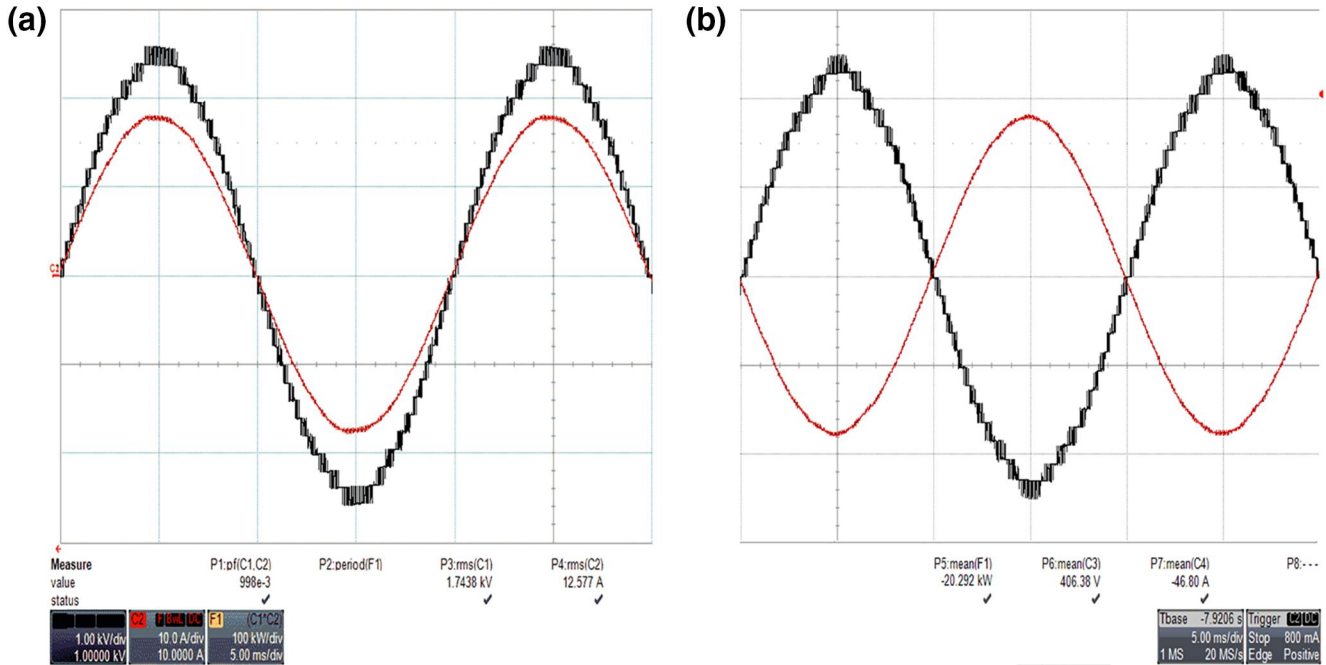 (a)
(b)
C2
Measure P1:pf(C1,C2) P2:period(F1) P3:rms(C1) P4:rms(C2)
value 998e-3 1.7438 kV 12.577 A
status
P5:mean(F1) P6:mean(C3) P7:mean(C4) P8:---
-20.292 kW 406.38 V -46.80 A
C2 F BwL DC F1 (C1*C2)
1.00 kV/div 10.0 A/div 100 kW/div
1.00000 kV 10.0000 A 5.00 ms/div
Tbase -7.9206 s Trigger C2 DC
5.00 ms/div Stop 800 mA
1 MS 20 MS/s Edge Positive